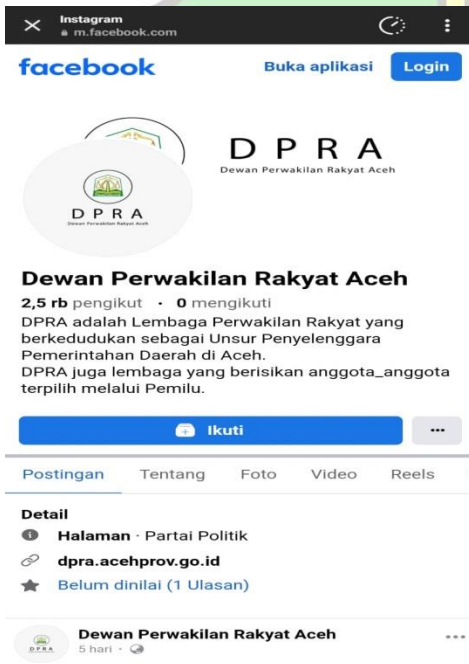 Instagram
m.facebook.com
facebook
Buka aplikasi
Login
DPRA
Dewan Perwakilan Rakyat Aceh
DPRA
Dewan Perwakilan Rakyat Aceh
Dewan Perwakilan Rakyat Aceh
2,5 rb pengikut · 0 mengikuti
DPRA adalah Lembaga Perwakilan Rakyat yang
berkedudukan sebagai Unsur Penyelenggara
Pemerintahan Daerah di Aceh.
DPRA juga lembaga yang berisikan anggota_anggota
terpilih melalui Pemilu.
Ikuti
Postingan Tentang Foto Video Reels
Detail
Halaman · Partai Politik
dpra.acehprov.go.id
Belum dinilai (1 Ulasan)
DPRA
Dewan Perwakilan Rakyat Aceh
5 hari ·